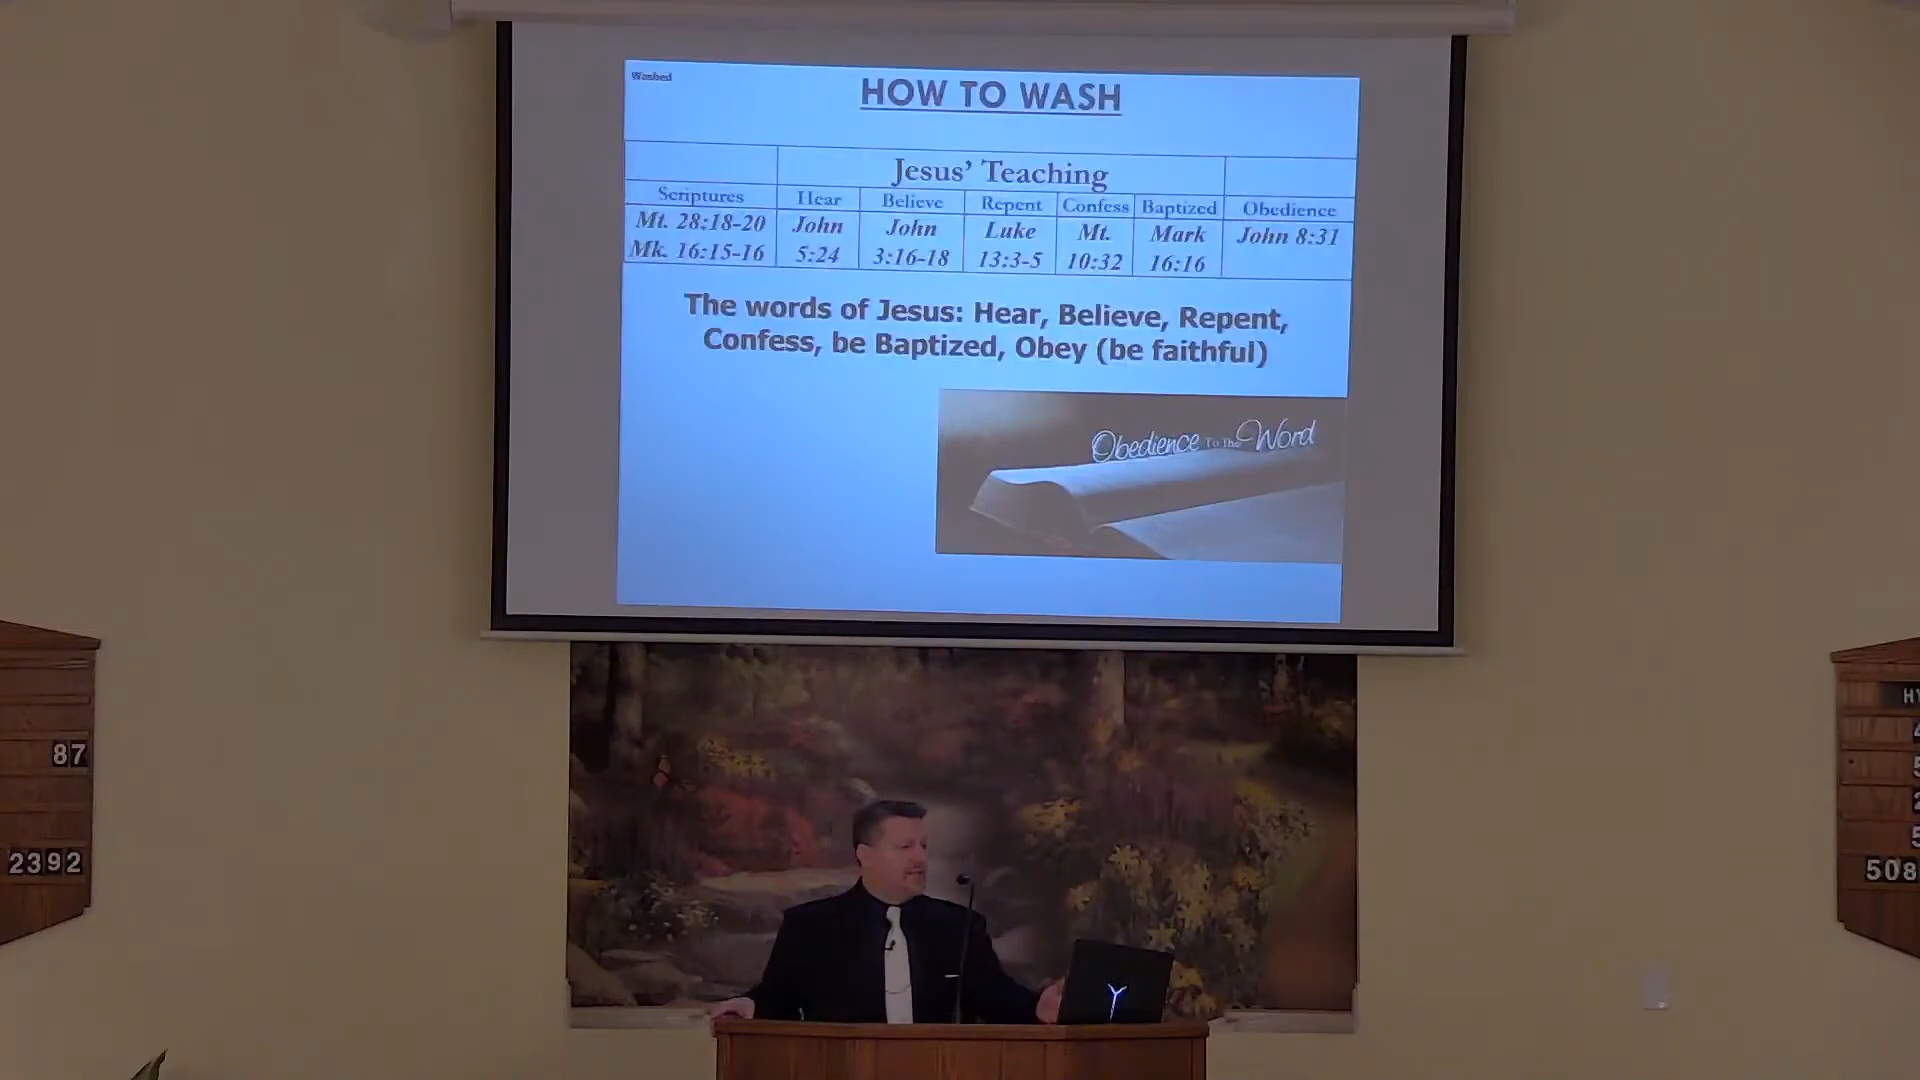 Washed
HOW TO WASH
Jesus’ Teaching
Scriptures Hear Believe Repent Confess Baptized Obedience
Mt. 28:18-20 John John Luke Mt. Mark John 8:31
Mk. 16:15-16 5:24 3:16-18 13:3-5 10:32 16:16
The words of Jesus: Hear, Believe, Repent,
Confess, be Baptized, Obey (be faithful)
Obedience To The Word
87
2392
508